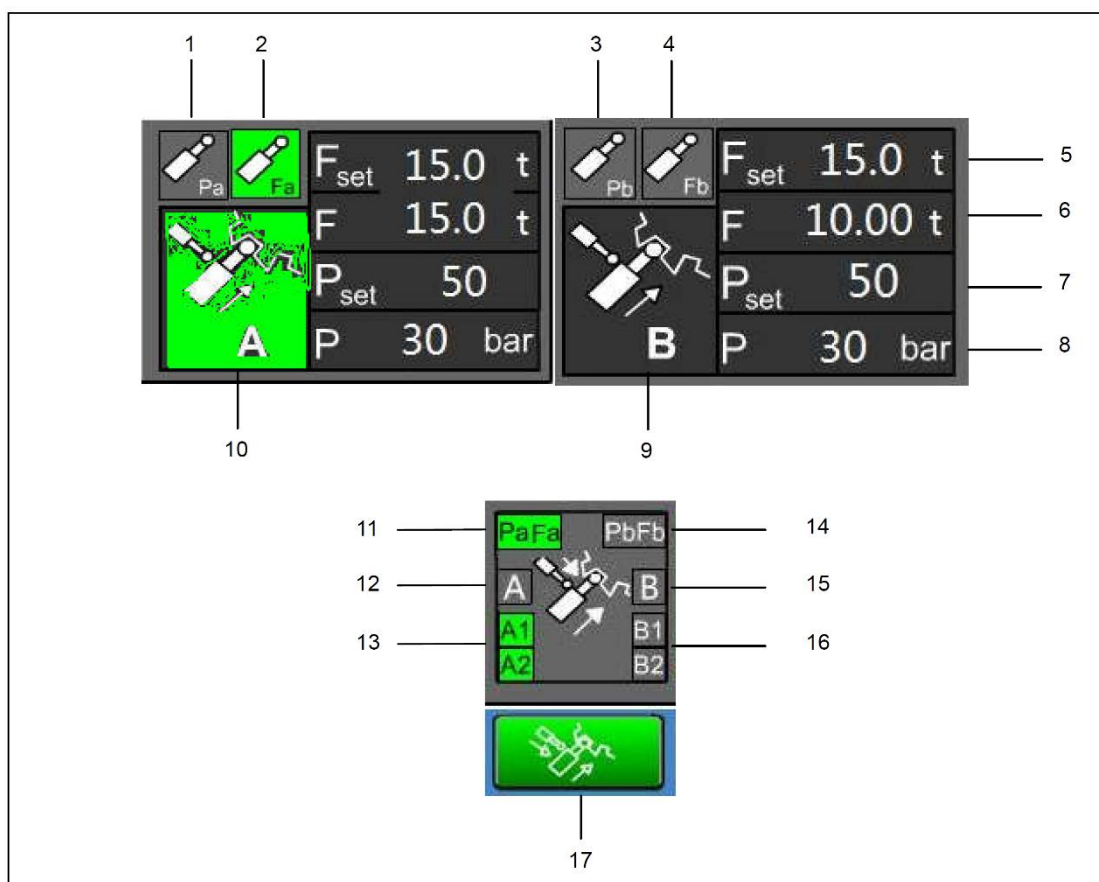 1 2 3 4
Pa Fa Fset 15.0 t
F 15.0 t
Pset 50
A P 30 bar
Pb Fb Fset 15.0 t 5
F 10.00 t 6
Pset 50 7
B P 30 bar 8
10 9
11 PaFa PbFb 14
12 A B 15
13 A1 B1 16
A2 B2
17